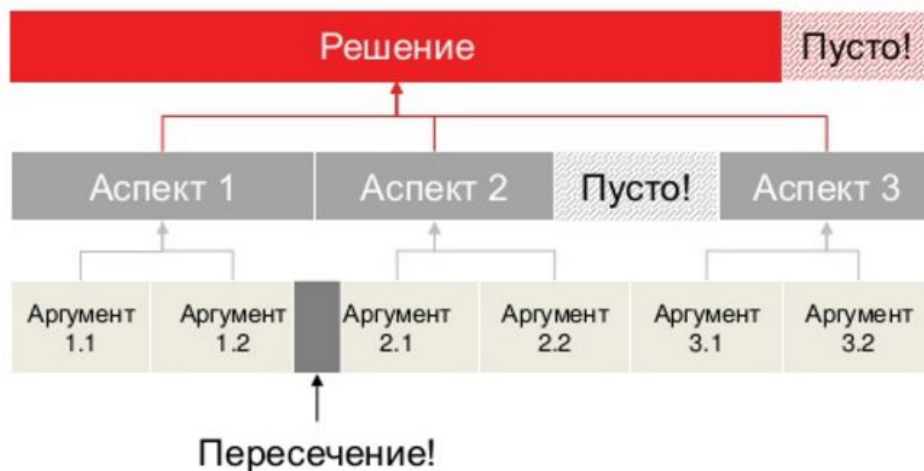 Решение
Пусто!
Аспект 1
Аспект 2
Пусто!
Аспект 3
Аргумент
1.1
Аргумент
1.2
Аргумент
2.1
Аргумент
2.2
Аргумент
3.1
Аргумент
3.2
Пересечение!